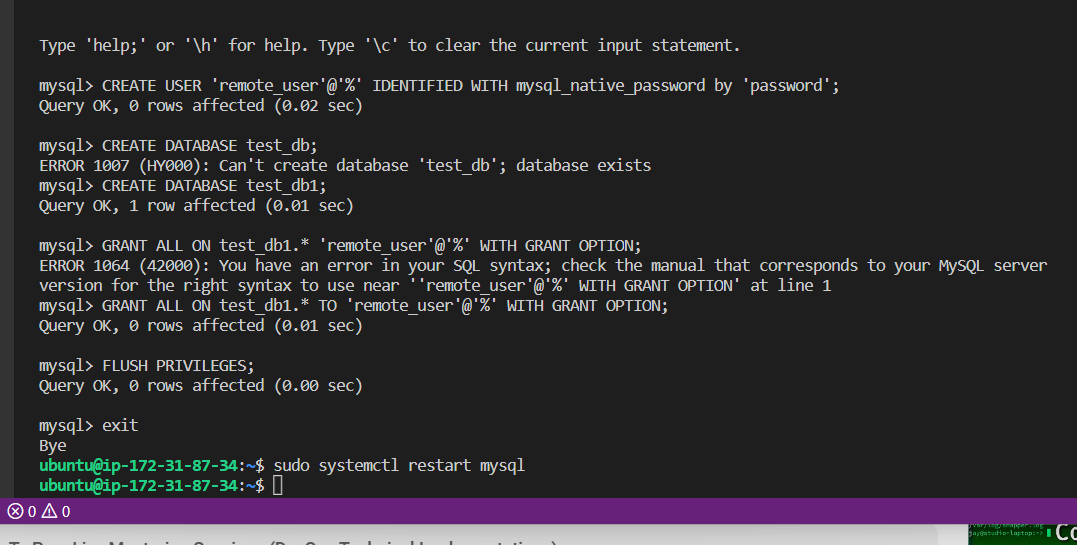 Type 'help;' or '\h' for help. Type '\c' to clear the current input statement.
mysql> CREATE USER 'remote_user'@'%' IDENTIFIED WITH mysql_native_password by 'password';
Query OK, 0 rows affected (0.02 sec)
mysql> CREATE DATABASE test_db;
ERROR 1007 (HY000): Can't create database 'test_db'; database exists
mysql> CREATE DATABASE test_db1;
Query OK, 1 row affected (0.01 sec)
mysql> GRANT ALL ON test_db1.* 'remote_user'@'%' WITH GRANT OPTION;
ERROR 1064 (42000): You have an error in your SQL syntax; check the manual that corresponds to your MySQL server
version for the right syntax to use near ''remote_user'@'%' WITH GRANT OPTION' at line 1
mysql> GRANT ALL ON test_db1.* TO 'remote_user'@'%' WITH GRANT OPTION;
Query OK, 0 rows affected (0.01 sec)
mysql> FLUSH PRIVILEGES;
Query OK, 0 rows affected (0.00 sec)
mysql> exit
Bye
ubuntu@ip-172-31-87-34:~$ sudo systemctl restart mysql
ubuntu@ip-172-31-87-34:~$
0 0
Co